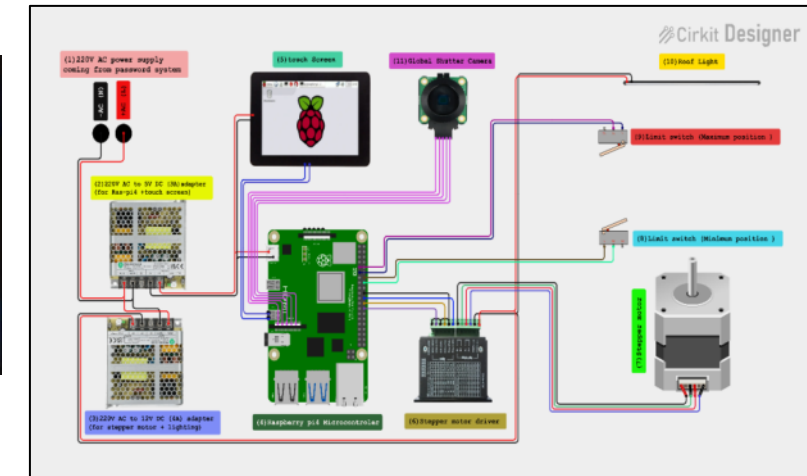 Cirkit Designer
(1)220V AC power supply
coming from password system
(5)touch Screen
(11)Global Shutter Camera
(10)Roof Light
-AC (N)
(9)Limit switch (Maximum position )
(2)220V AC to 5V DC (3A)adapter
(for Ras-pi4 +touch screen)
(8)Limit switch (Minimum position )
(7)Stepper motor
(3)220V AC to 12V DC (6A) adapter
(for stepper motor + lighting)
(4)Raspberry pi4 Microcontroler
(6)Stepper motor driver